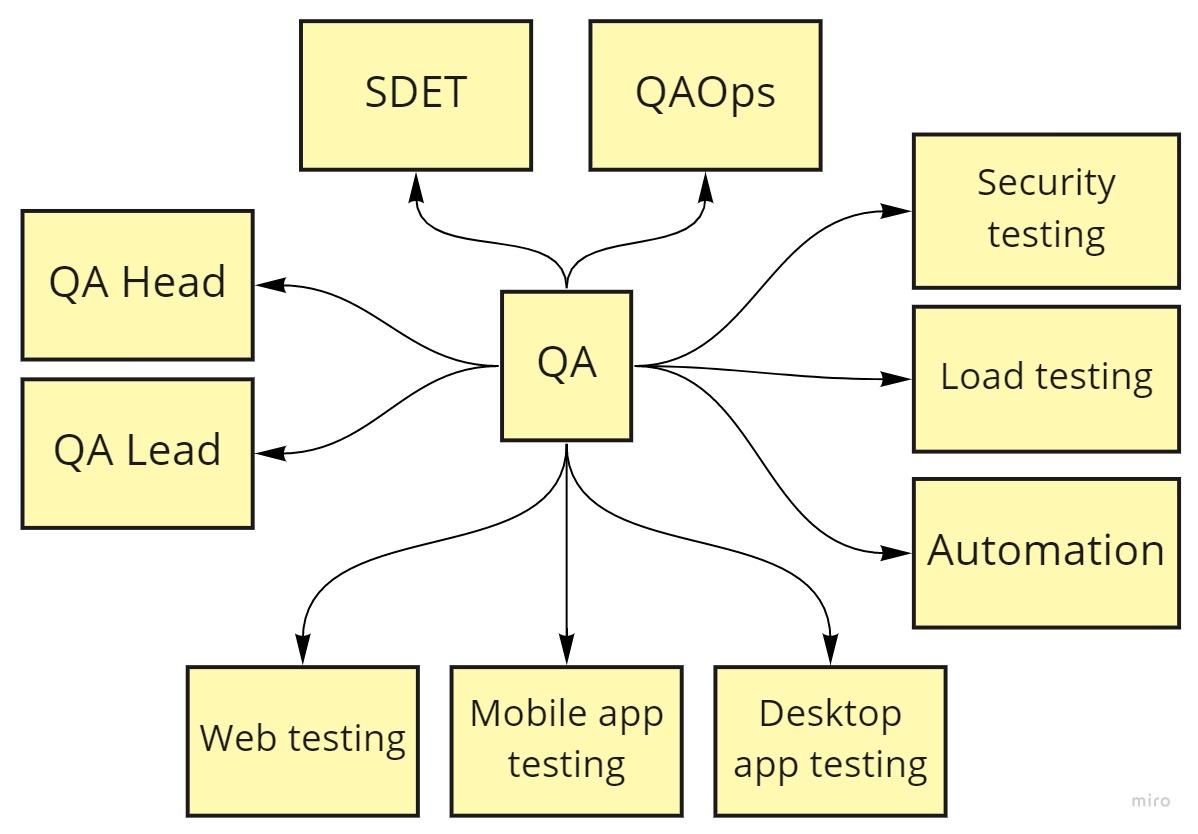 SDET
QAOps
Security
testing
QA Head
QA
Load testing
QA Lead
Automation
Web testing
Mobile app
testing
Desktop
app testing
miro